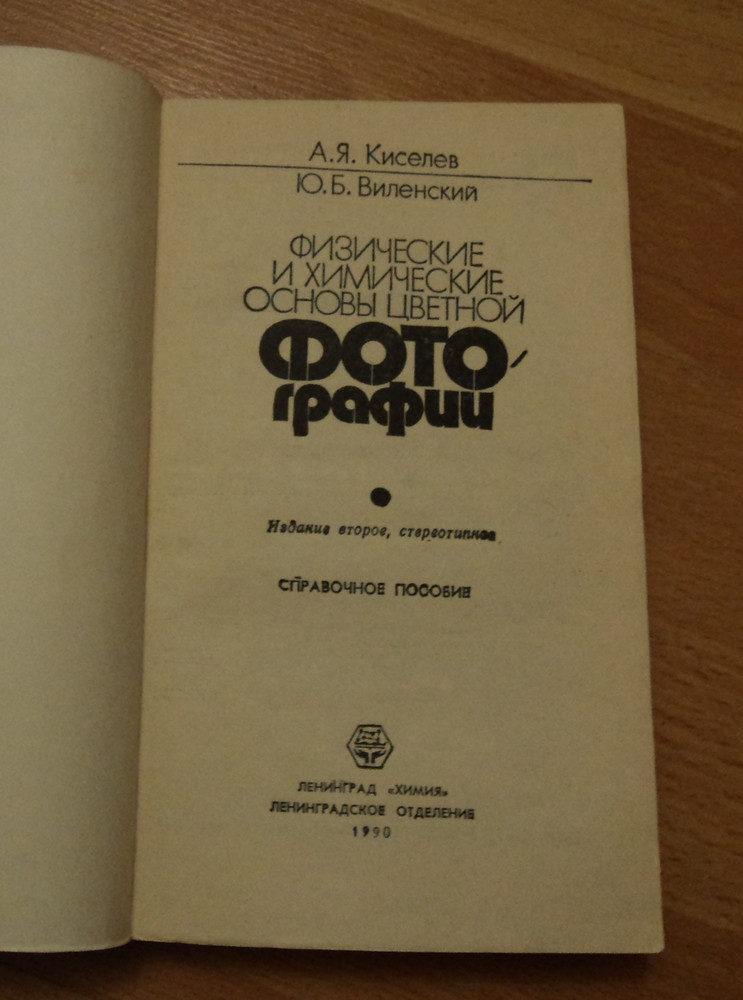 А.Я. Киселев
Ю.Б. Виленский
ФИЗИЧЕСКИЕ
И ХИМИЧЕСКИЕ
ОСНОВЫ ЦВЕТНОЙ
ФОТО
графии
Издание второе, стереотипное
СПРАВОЧНОЕ ПОСОБИЕ
ЛЕНИНГРАД «ХИМИЯ»
ЛЕНИНГРАДСКОЕ ОТДЕЛЕНИЕ
1990